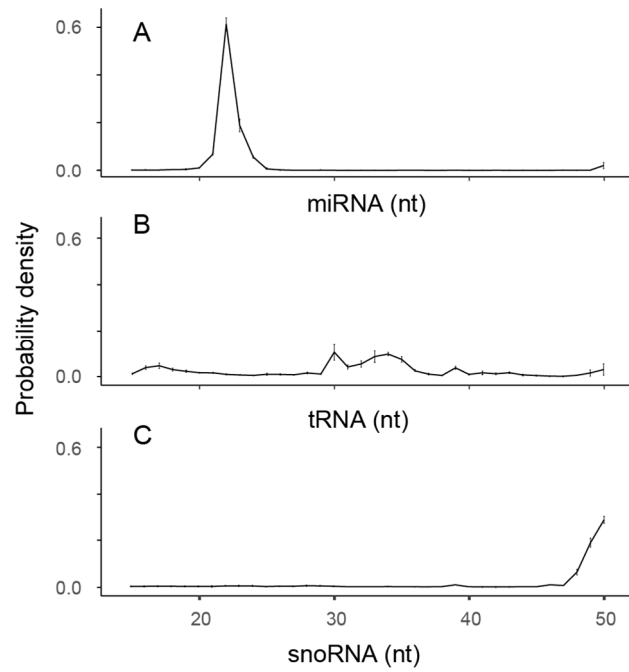 Probability density
A
0.6
0.0
miRNA (nt)
B
0.6
0.0
tRNA (nt)
C
0.6
0.0
20 30 40 50
snoRNA (nt)